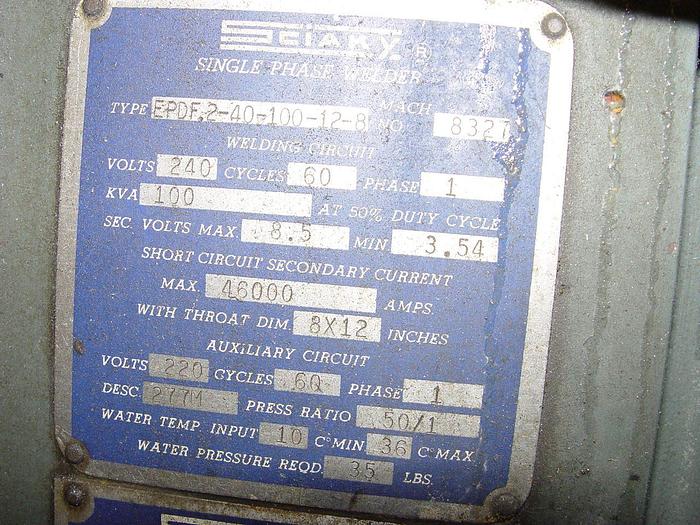 SCIAKY ®
SINGLE PHASE WELDER
TYPE EPDF.2-40-100-12-8 MACH. NO. 8327
WELDING CIRCUIT
VOLTS 240 CYCLES 60 PHASE 1
KVA 100 AT 50% DUTY CYCLE
SEC. VOLTS MAX. 8.5 MIN. 3.54
SHORT CIRCUIT SECONDARY CURRENT
MAX. 46000 AMPS.
WITH THROAT DIM. 8X12 INCHES
AUXILIARY CIRCUIT
VOLTS 220 CYCLES 60 PHASE 1
DESC. 277M PRESS RATIO 50/1
WATER TEMP. INPUT 10 C° MIN. 36 C° MAX.
WATER PRESSURE REQD. 35 LBS.